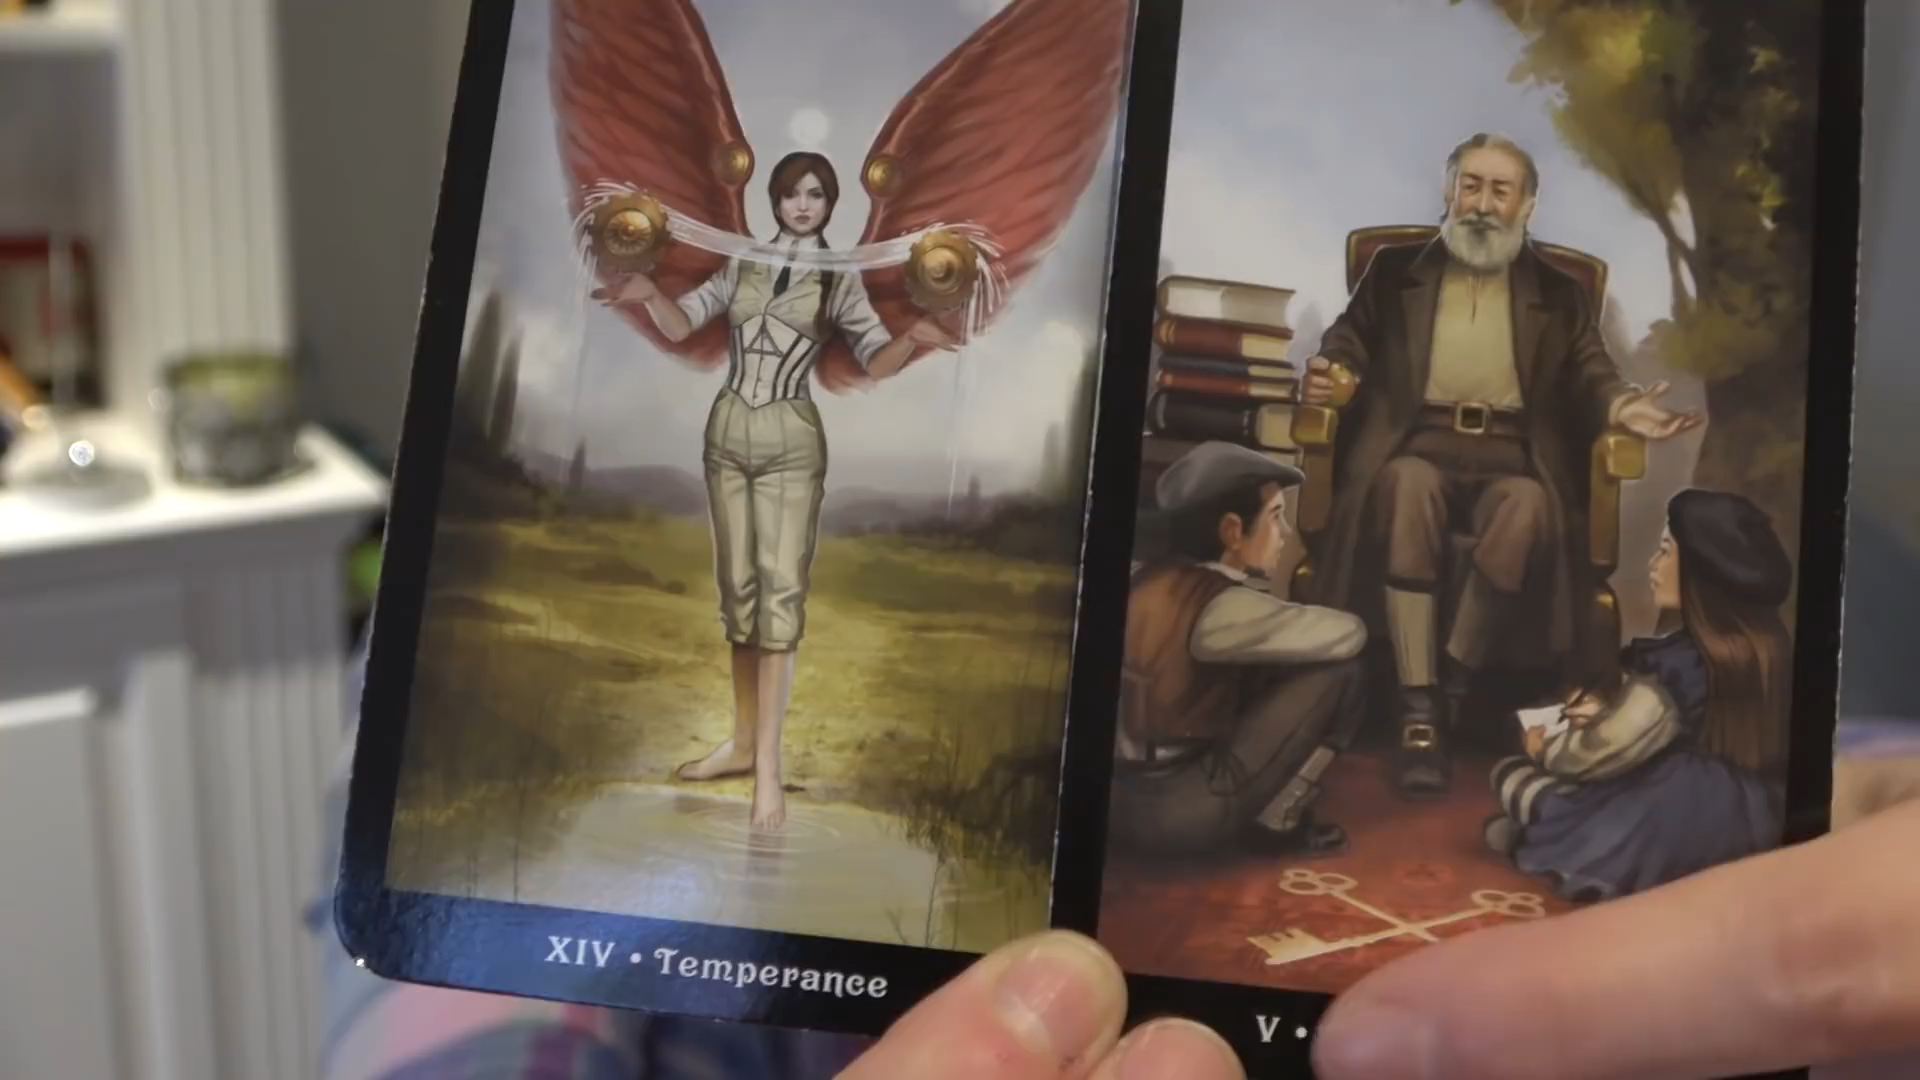 XIV • Temperance
V •